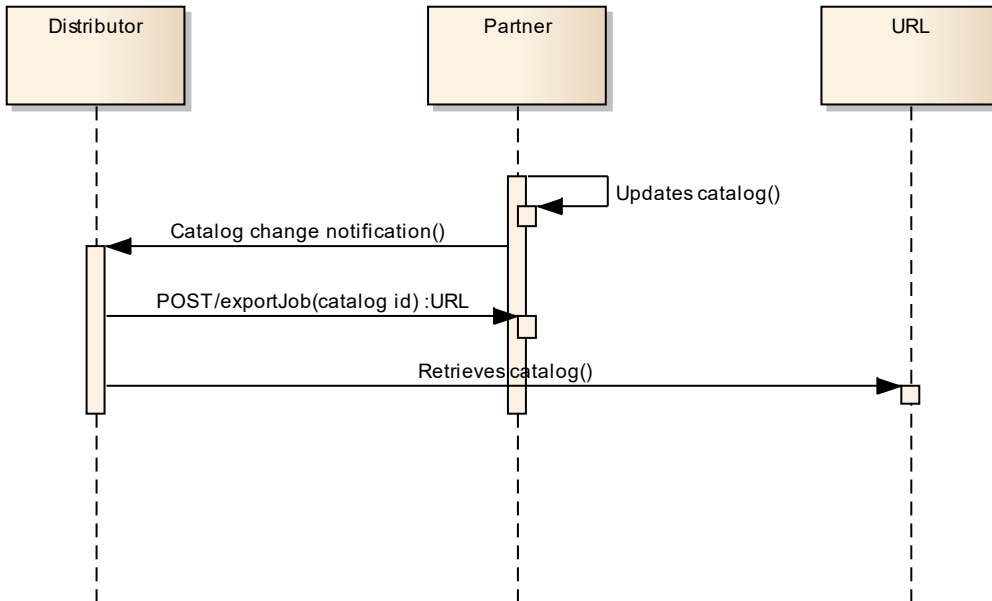 Distributor
Partner
URL
Updates catalog()
Catalog change notification()
POST/exportJob(catalog id) :URL
Retrieves catalog()